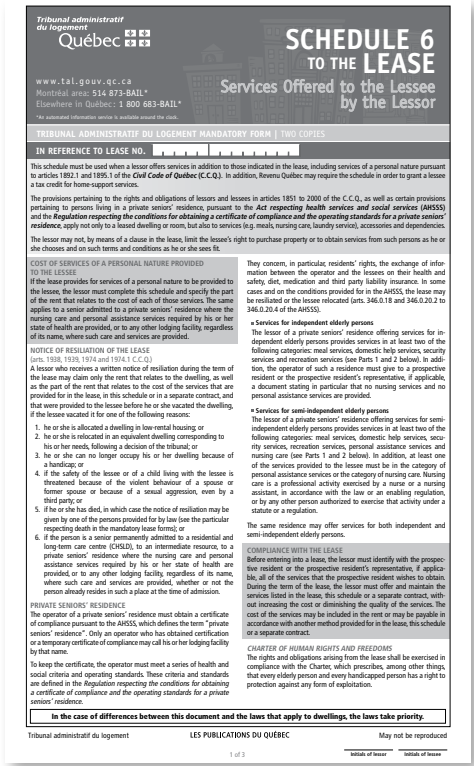 Tribunal administratif
du logement
Québec
SCHEDULE 6
TO THE LEASE
Services Offered to the Lessee
by the Lessor
www.tal.gouv.qc.ca
Montréal area: 514 873-BAIL*
Elsewhere in Québec: 1 800 683-BAIL*
*An automated information service is available around the clock.
TRIBUNAL ADMINISTRATIF DU LOGEMENT MANDATORY FORM | TWO COPIES
IN REFERENCE TO LEASE NO.
This schedule must be used when a lessor offers services in addition to those indicated in the lease, including services of a personal nature pursuant
to articles 1892.1 and 1895.1 of the Civil Code of Québec (C.C.Q.). In addition, Revenu Québec may require the schedule in order to grant a lessee
a tax credit for home-support services.
The provisions pertaining to the rights and obligations of lessors and lessees in articles 1851 to 2000 of the C.C.Q., as well as certain provisions
pertaining to persons living in a private seniors' residence, pursuant to the Act respecting health services and social services (AHSSS)
and the Regulation respecting the conditions for obtaining a certificate of compliance and the operating standards for a private seniors'
residence, apply not only to a leased dwelling or room, but also to services (e.g. meals, nursing care, laundry service), accessories and dependencies.
The lessor may not, by means of a clause in the lease, limit the lessee's right to purchase property or to obtain services from such persons as he or
she chooses and on such terms and conditions as he or she sees fit.
COST OF SERVICES OF A PERSONAL NATURE PROVIDED
TO THE LESSEE
If the lease provides for services of a personal nature to be provided to
the lessee, the lessor must complete this schedule and specify the part
of the rent that relates to the cost of each of those services. The same
applies to a senior admitted to a private seniors' residence where the
nursing care and personal assistance services required by his or her
state of health are provided, or to any other lodging facility, regardless
of its name, where such care and services are provided.
NOTICE OF RESILIATION OF THE LEASE
(arts. 1938, 1939, 1974 and 1974.1 C.C.Q.)
A lessor who receives a written notice of resiliation during the term of
the lease may claim only the rent that relates to the dwelling, as well
as the part of the rent that relates to the cost of the services that are
provided for in the lease, in this schedule or in a separate contract, and
that were provided to the lessee before he or she vacated the dwelling,
if the lessee vacated it for one of the following reasons:
1. he or she is allocated a dwelling in low-rental housing; or
2. he or she is relocated in an equivalent dwelling corresponding to
his or her needs, following a decision of the tribunal; or
3. he or she can no longer occupy his or her dwelling because of
a handicap; or
4. if the safety of the lessee or of a child living with the lessee is
threatened because of the violent behaviour of a spouse or
former spouse or because of a sexual aggression, even by a
third party; or
5. if he or she has died, in which case the notice of resiliation may be
given by one of the persons provided for by law (see the particular
respecting death in the mandatory lease forms); or
6. if the person is a senior permanently admitted to a residential and
long-term care centre (CHSLD), to an intermediate resource, to a
private seniors' residence where the nursing care and personal
assistance services required by his or her state of health are
provided, or to any other lodging facility, regardless of its name,
where such care and services are provided, whether or not the
person already resides in such a place at the time of admission.
PRIVATE SENIORS' RESIDENCE
The operator of a private seniors' residence must obtain a certificate
of compliance pursuant to the AHSSS, which defines the term "private
seniors' residence". Only an operator who has obtained certification
or a temporary certificate of compliance may call his or her lodging facility
by that name.
To keep the certificate, the operator must meet a series of health and
social criteria and operating standards. These criteria and standards
are defined in the Regulation respecting the conditions for obtaining
a certificate of compliance and the operating standards for a private
seniors' residence.
They concern, in particular, residents' rights, the exchange of infor-
mation between the operator and the lessees on their health and
safety, diet, medication and third party liability insurance. In some
cases and on the conditions provided for in the AHSSS, the lease may
be resiliated or the lessee relocated (arts. 346.0.18 and 346.0.20.2 to
346.0.20.4 of the AHSSS).
▪ Services for independent elderly persons
The lessor of a private seniors' residence offering services for in-
dependent elderly persons provides services in at least two of the
following categories: meal services, domestic help services, security
services and recreation services (see Parts 1 and 2 below). In addi-
tion, the operator of such a residence must give to a prospective
resident or the prospective resident's representative, if applicable,
a document stating in particular that no nursing services and no
personal assistance services are provided.
▪ Services for semi-independent elderly persons
The lessor of a private seniors' residence offering services for semi-
independent elderly persons provides services in at least two of the
following categories: meal services, domestic help services, secu-
rity services, recreation services, personal assistance services and
nursing care (see Parts 1 and 2 below). In addition, at least one
of the services provided to the lessee must be in the category of
personal assistance services or the category of nursing care. Nursing
care is a professional activity exercised by a nurse or a nursing
assistant, in accordance with the law or an enabling regulation,
or by any other person authorized to exercise that activity under a
statute or a regulation.
The same residence may offer services for both independent and
semi-independent elderly persons.
COMPLIANCE WITH THE LEASE
Before entering into a lease, the lessor must identify with the prospec-
tive resident or the prospective resident's representative, if applica-
ble, all of the services that the prospective resident wishes to obtain.
During the term of the lease, the lessor must offer and maintain the
services listed in the lease, this schedule or a separate contract, with-
out increasing the cost or diminishing the quality of the services. The
cost of the services may be included in the rent or may be payable in
accordance with another method provided for in the lease, this schedule
or a separate contract.
CHARTER OF HUMAN RIGHTS AND FREEDOMS
The rights and obligations arising from the lease shall be exercised in
compliance with the Charter, which prescribes, among other things,
that every elderly person and every handicapped person has a right to
protection against any form of exploitation.
In the case of differences between this document and the laws that apply to dwellings, the laws take priority.
Tribunal administratif du logement
LES PUBLICATIONS DU QUÉBEC
May not be reproduced
1 of 3
Initials of lessor
Initials of lessee